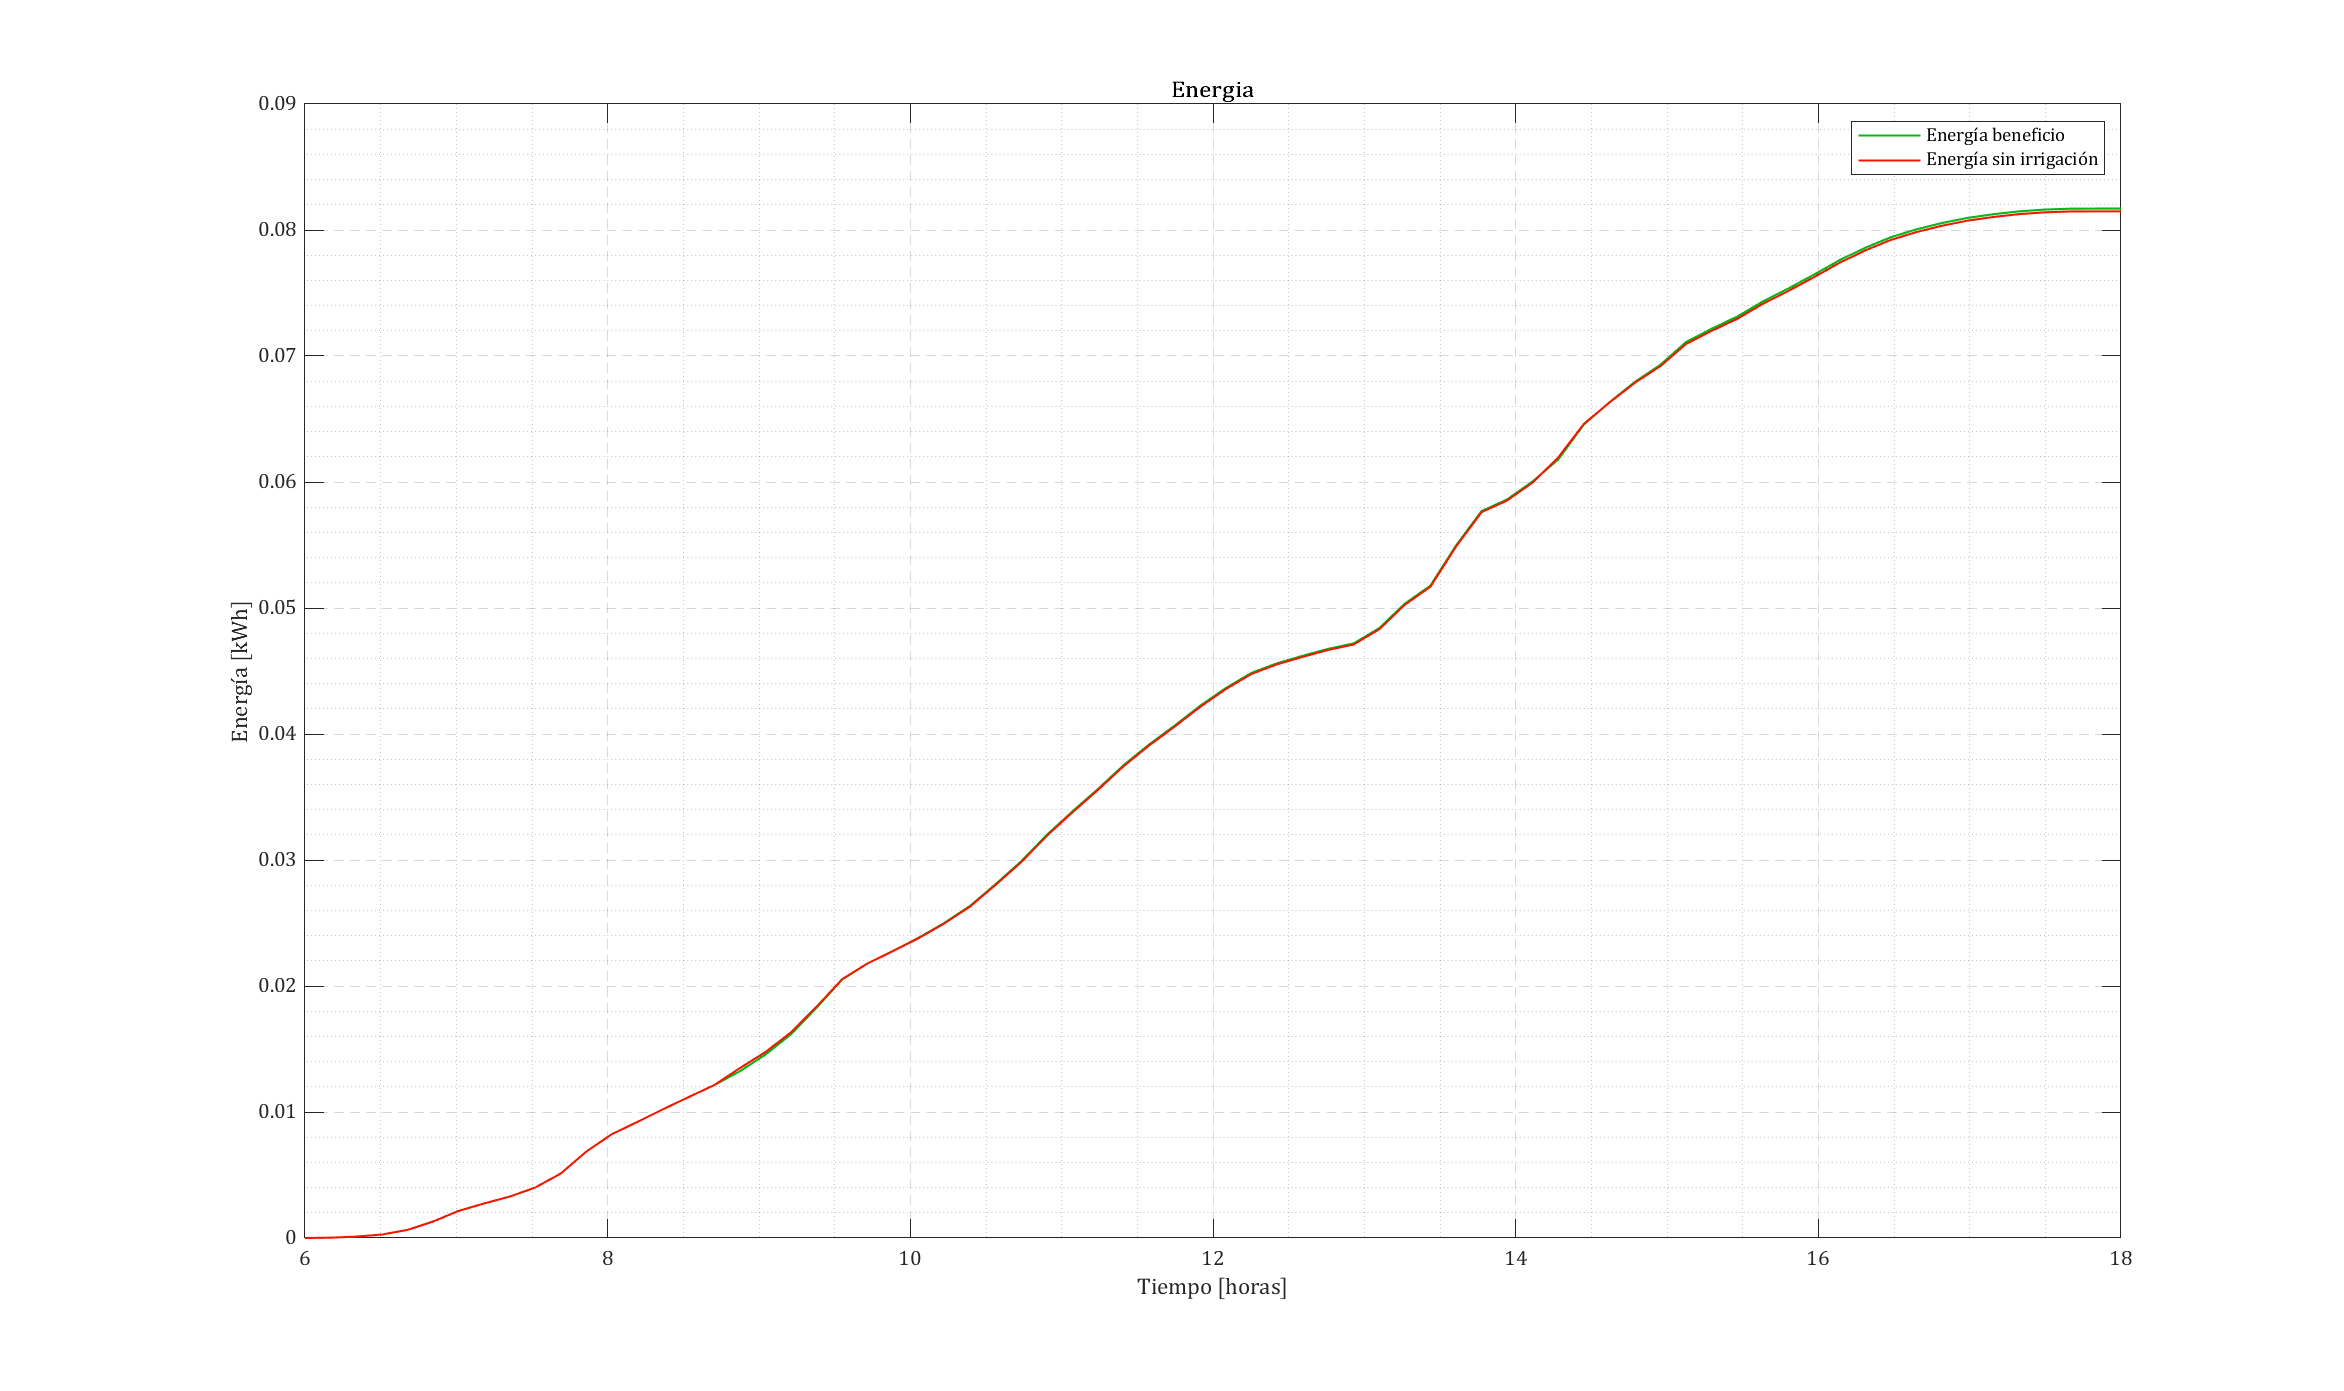 Energia
0.09
Energía beneficio
Energía sin irrigación
0.08
0.07
0.06
0.05
Energía [kWh]
0.04
0.03
0.02
0.01
0
6 8 10 12 14 16 18
Tiempo [horas]